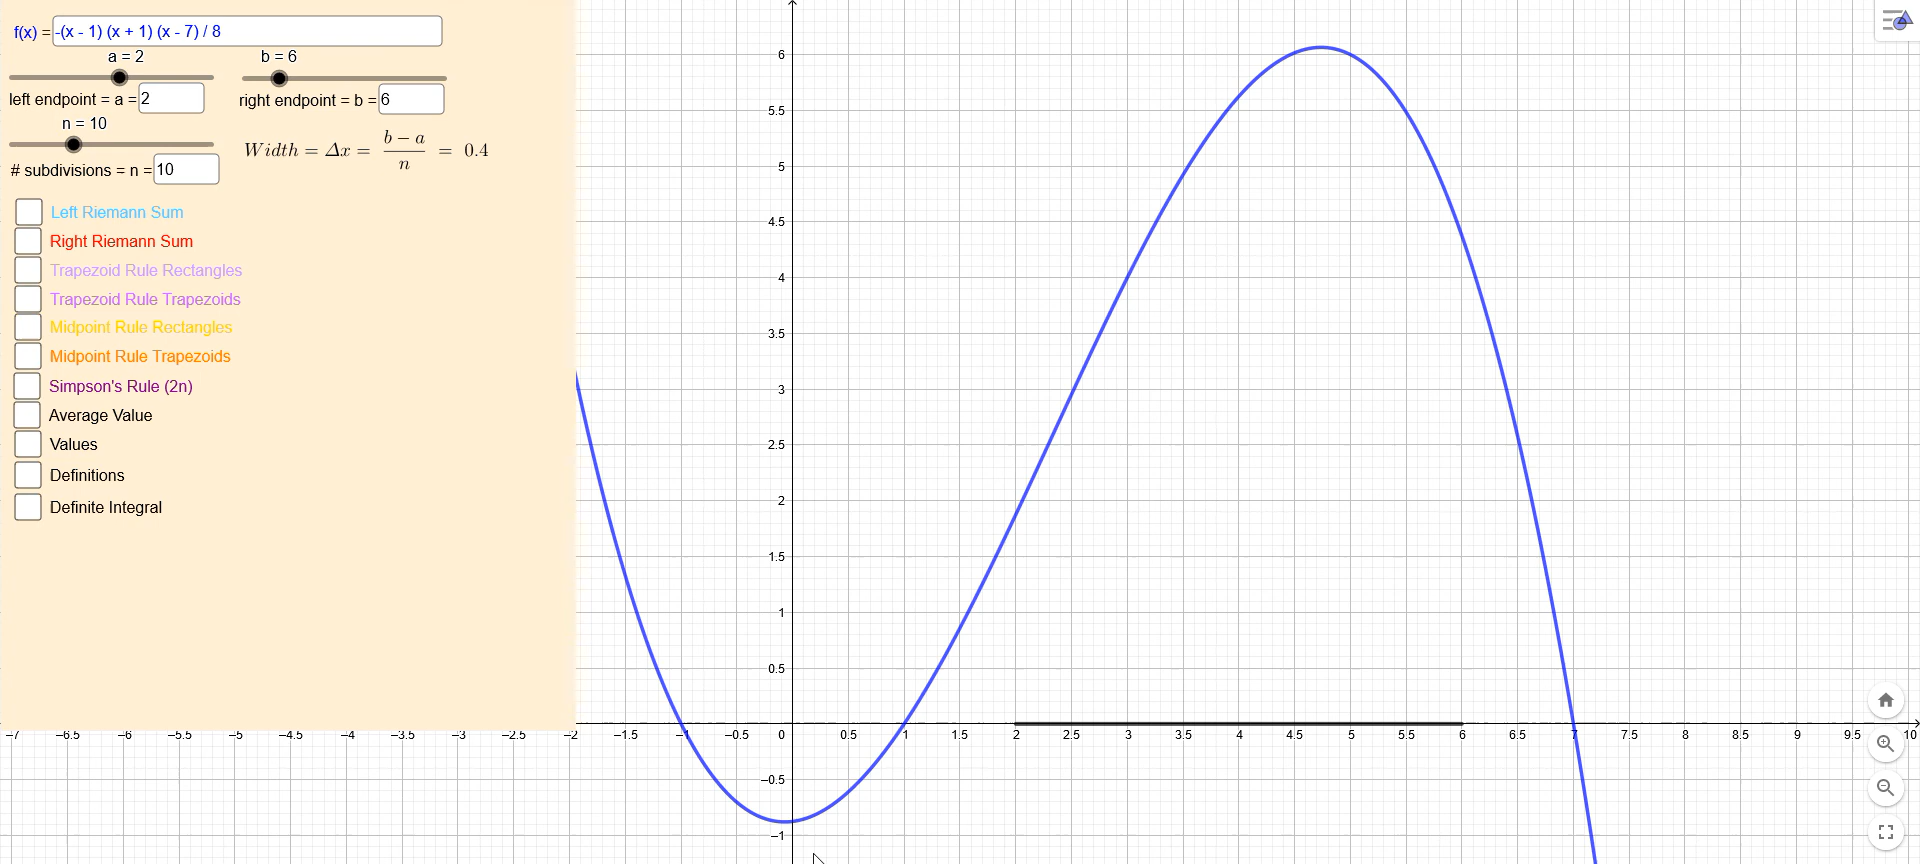 f(x) = -(x - 1) (x + 1) (x - 7) / 8
a = 2
b = 6
left endpoint = a = 2
right endpoint = b = 6
n = 10
Width = Δx = b − a / n = 0.4
# subdivisions = n = 10
Left Riemann Sum
Right Riemann Sum
Trapezoid Rule Rectangles
Trapezoid Rule Trapezoids
Midpoint Rule Rectangles
Midpoint Rule Trapezoids
Simpson's Rule (2n)
Average Value
Values
Definitions
Definite Integral
6
5.5
5
4.5
4
3.5
3
2.5
2
1.5
1
0.5
−7 −6.5 −6 −5.5 −5 −4.5 −4 −3.5 −3 −2.5 −2 −1.5 −1 −0.5 0 0.5 1 1.5 2 2.5 3 3.5 4 4.5 5 5.5 6 6.5 7 7.5 8 8.5 9 9.5 10
−0.5
−1